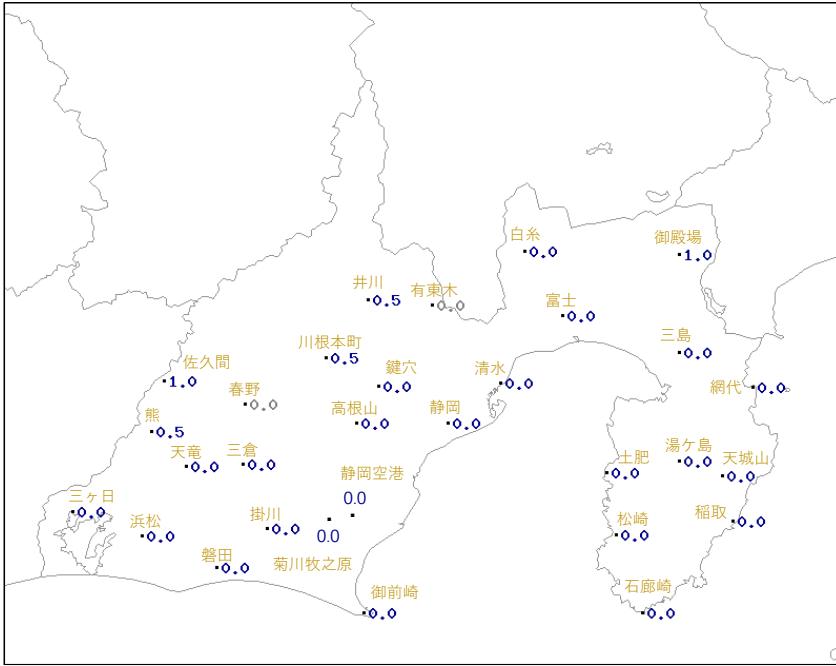 白糸
0.0
御殿場
1.0
井川
0.5
有東木
0.0
富士
0.0
川根本町
0.5
三島
0.0
佐久間
1.0
鍵穴
0.0
清水
0.0
網代
0.0
春野
0.0
熊
0.5
高根山
0.0
静岡
0.0
天竜
0.0
三倉
0.0
土肥
0.0
湯ケ島
0.0
天城山
0.0
静岡空港
0.0
三ヶ日
0.0
浜松
0.0
掛川
0.0
0.0
菊川牧之原
松崎
0.0
稲取
0.0
磐田
0.0
御前崎
0.0
石廊崎
0.0